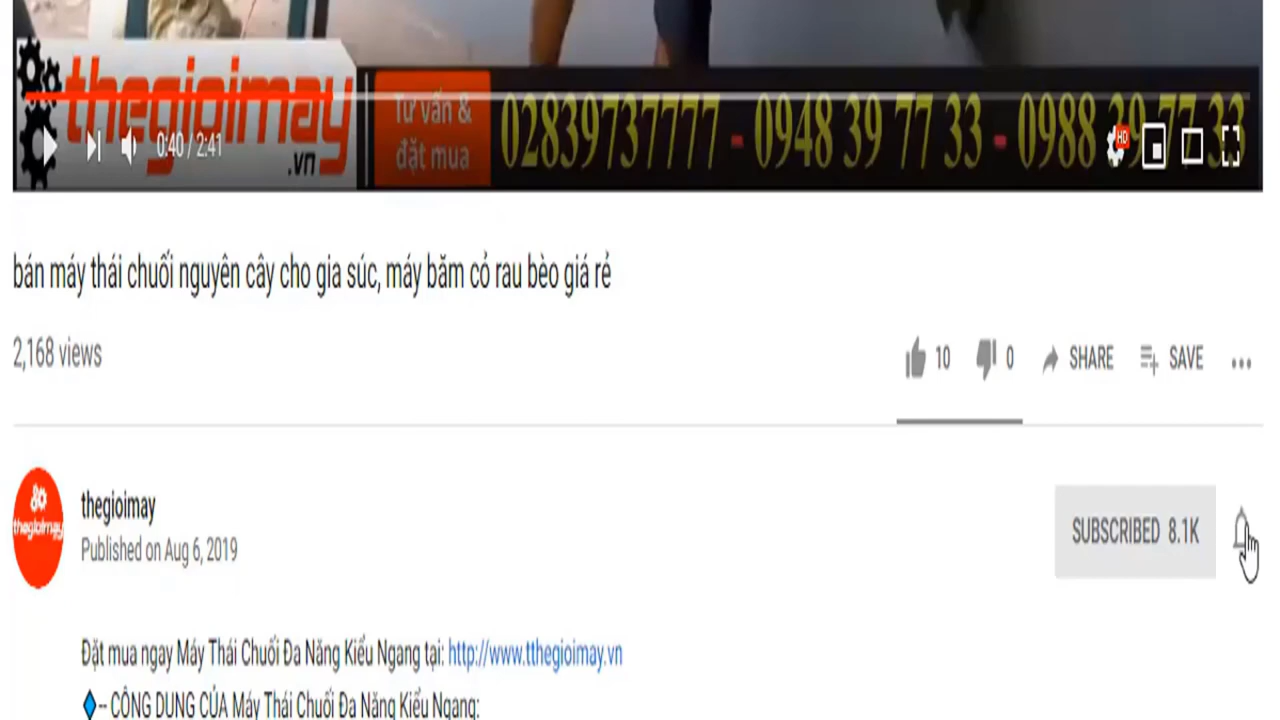 thegioimay
.vn
Tư vấn &
đặt mua
02839737777 - 0948 39 77 33 - 0988 39 77 33
HD
0:40 / 2:41
bán máy thái chuối nguyên cây cho gia súc, máy băm cỏ rau bèo giá rẻ
2,168 views
10 0 SHARE SAVE
thegioimay
thegioimay
Published on Aug 6, 2019
SUBSCRIBED 8.1K
Đặt mua ngay Máy Thái Chuối Đa Năng Kiểu Ngang tại: http://www.tthegioimay.vn
-- CÔNG DỤNG CỦA Máy Thái Chuối Đa Năng Kiểu Ngang: